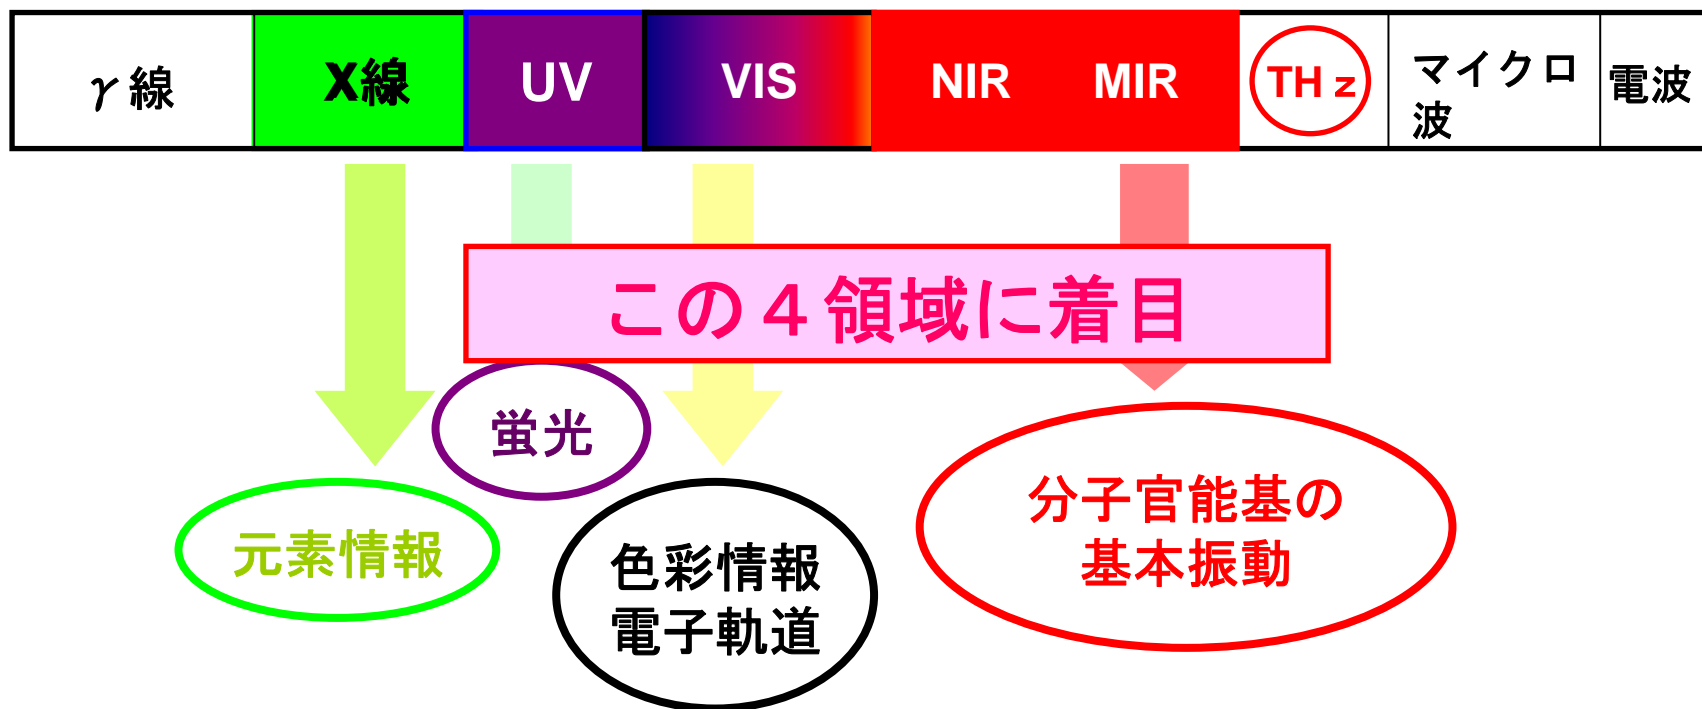 γ線
X線
UV
VIS
NIR
MIR
THz
マイクロ
波
電波
この４領域に着目
蛍光
元素情報
色彩情報
電子軌道
分子官能基の
基本振動